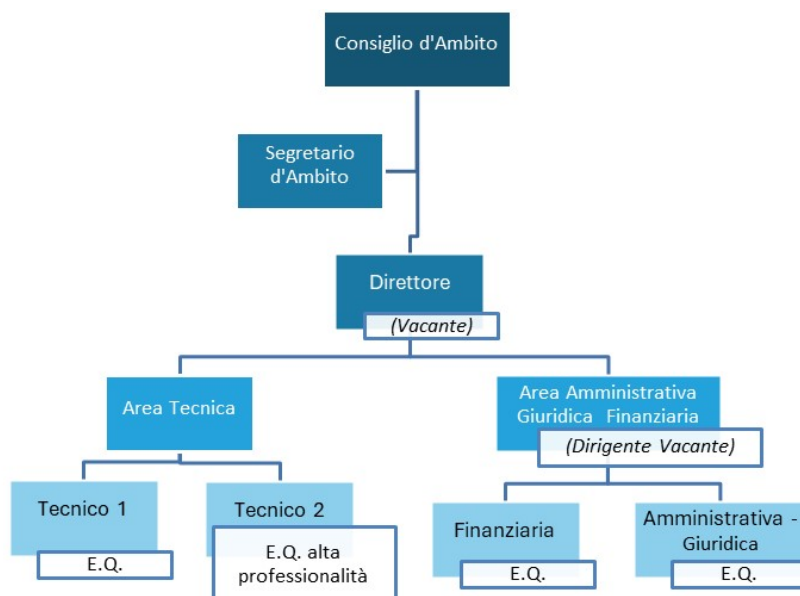 Consiglio d'Ambito
Segretario
d'Ambito
Direttore
(Vacante)
Area Tecnica
Area Amministrativa
Giuridica Finanziaria
(Dirigente Vacante)
Tecnico 1
E.Q.
Tecnico 2
E.Q. alta
professionalità
Finanziaria
E.Q.
Amministrativa -
Giuridica
E.Q.